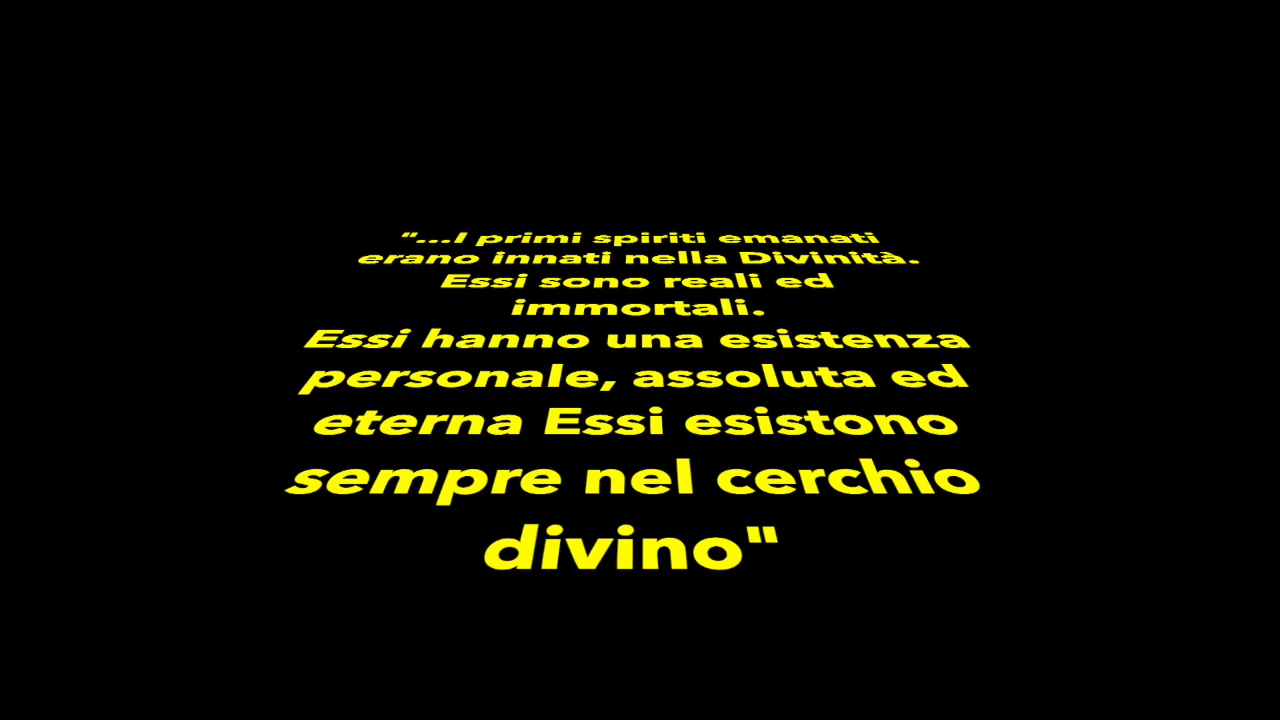 "...I primi spiriti emanati
erano innati nella Divinità.
Essi sono reali ed
immortali.
Essi hanno una esistenza
personale, assoluta ed
eterna Essi esistono
sempre nel cerchio
divino"